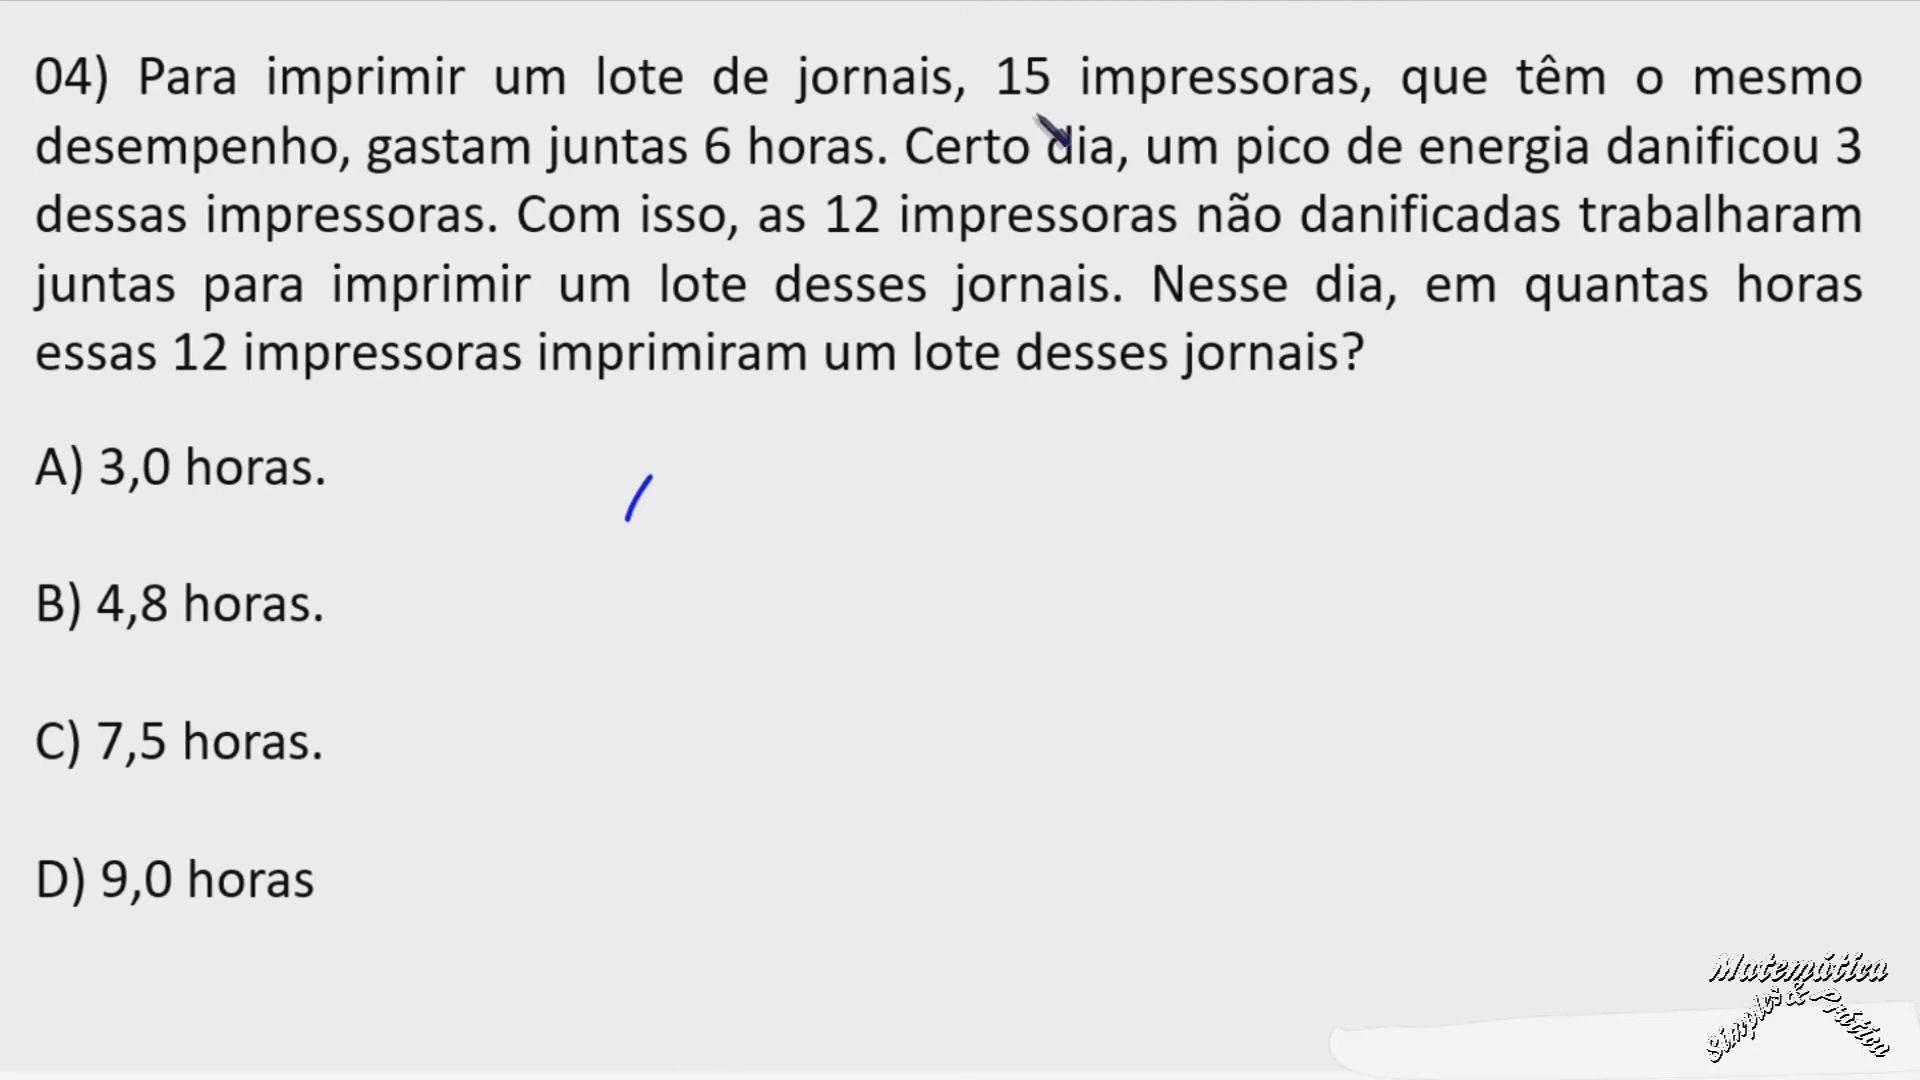 04) Para imprimir um lote de jornais, 15 impressoras, que têm o mesmo
desempenho, gastam juntas 6 horas. Certo dia, um pico de energia danificou 3
dessas impressoras. Com isso, as 12 impressoras não danificadas trabalharam
juntas para imprimir um lote desses jornais. Nesse dia, em quantas horas
essas 12 impressoras imprimiram um lote desses jornais?
A) 3,0 horas.
B) 4,8 horas.
C) 7,5 horas.
D) 9,0 horas
Matemática
Simples & Prática